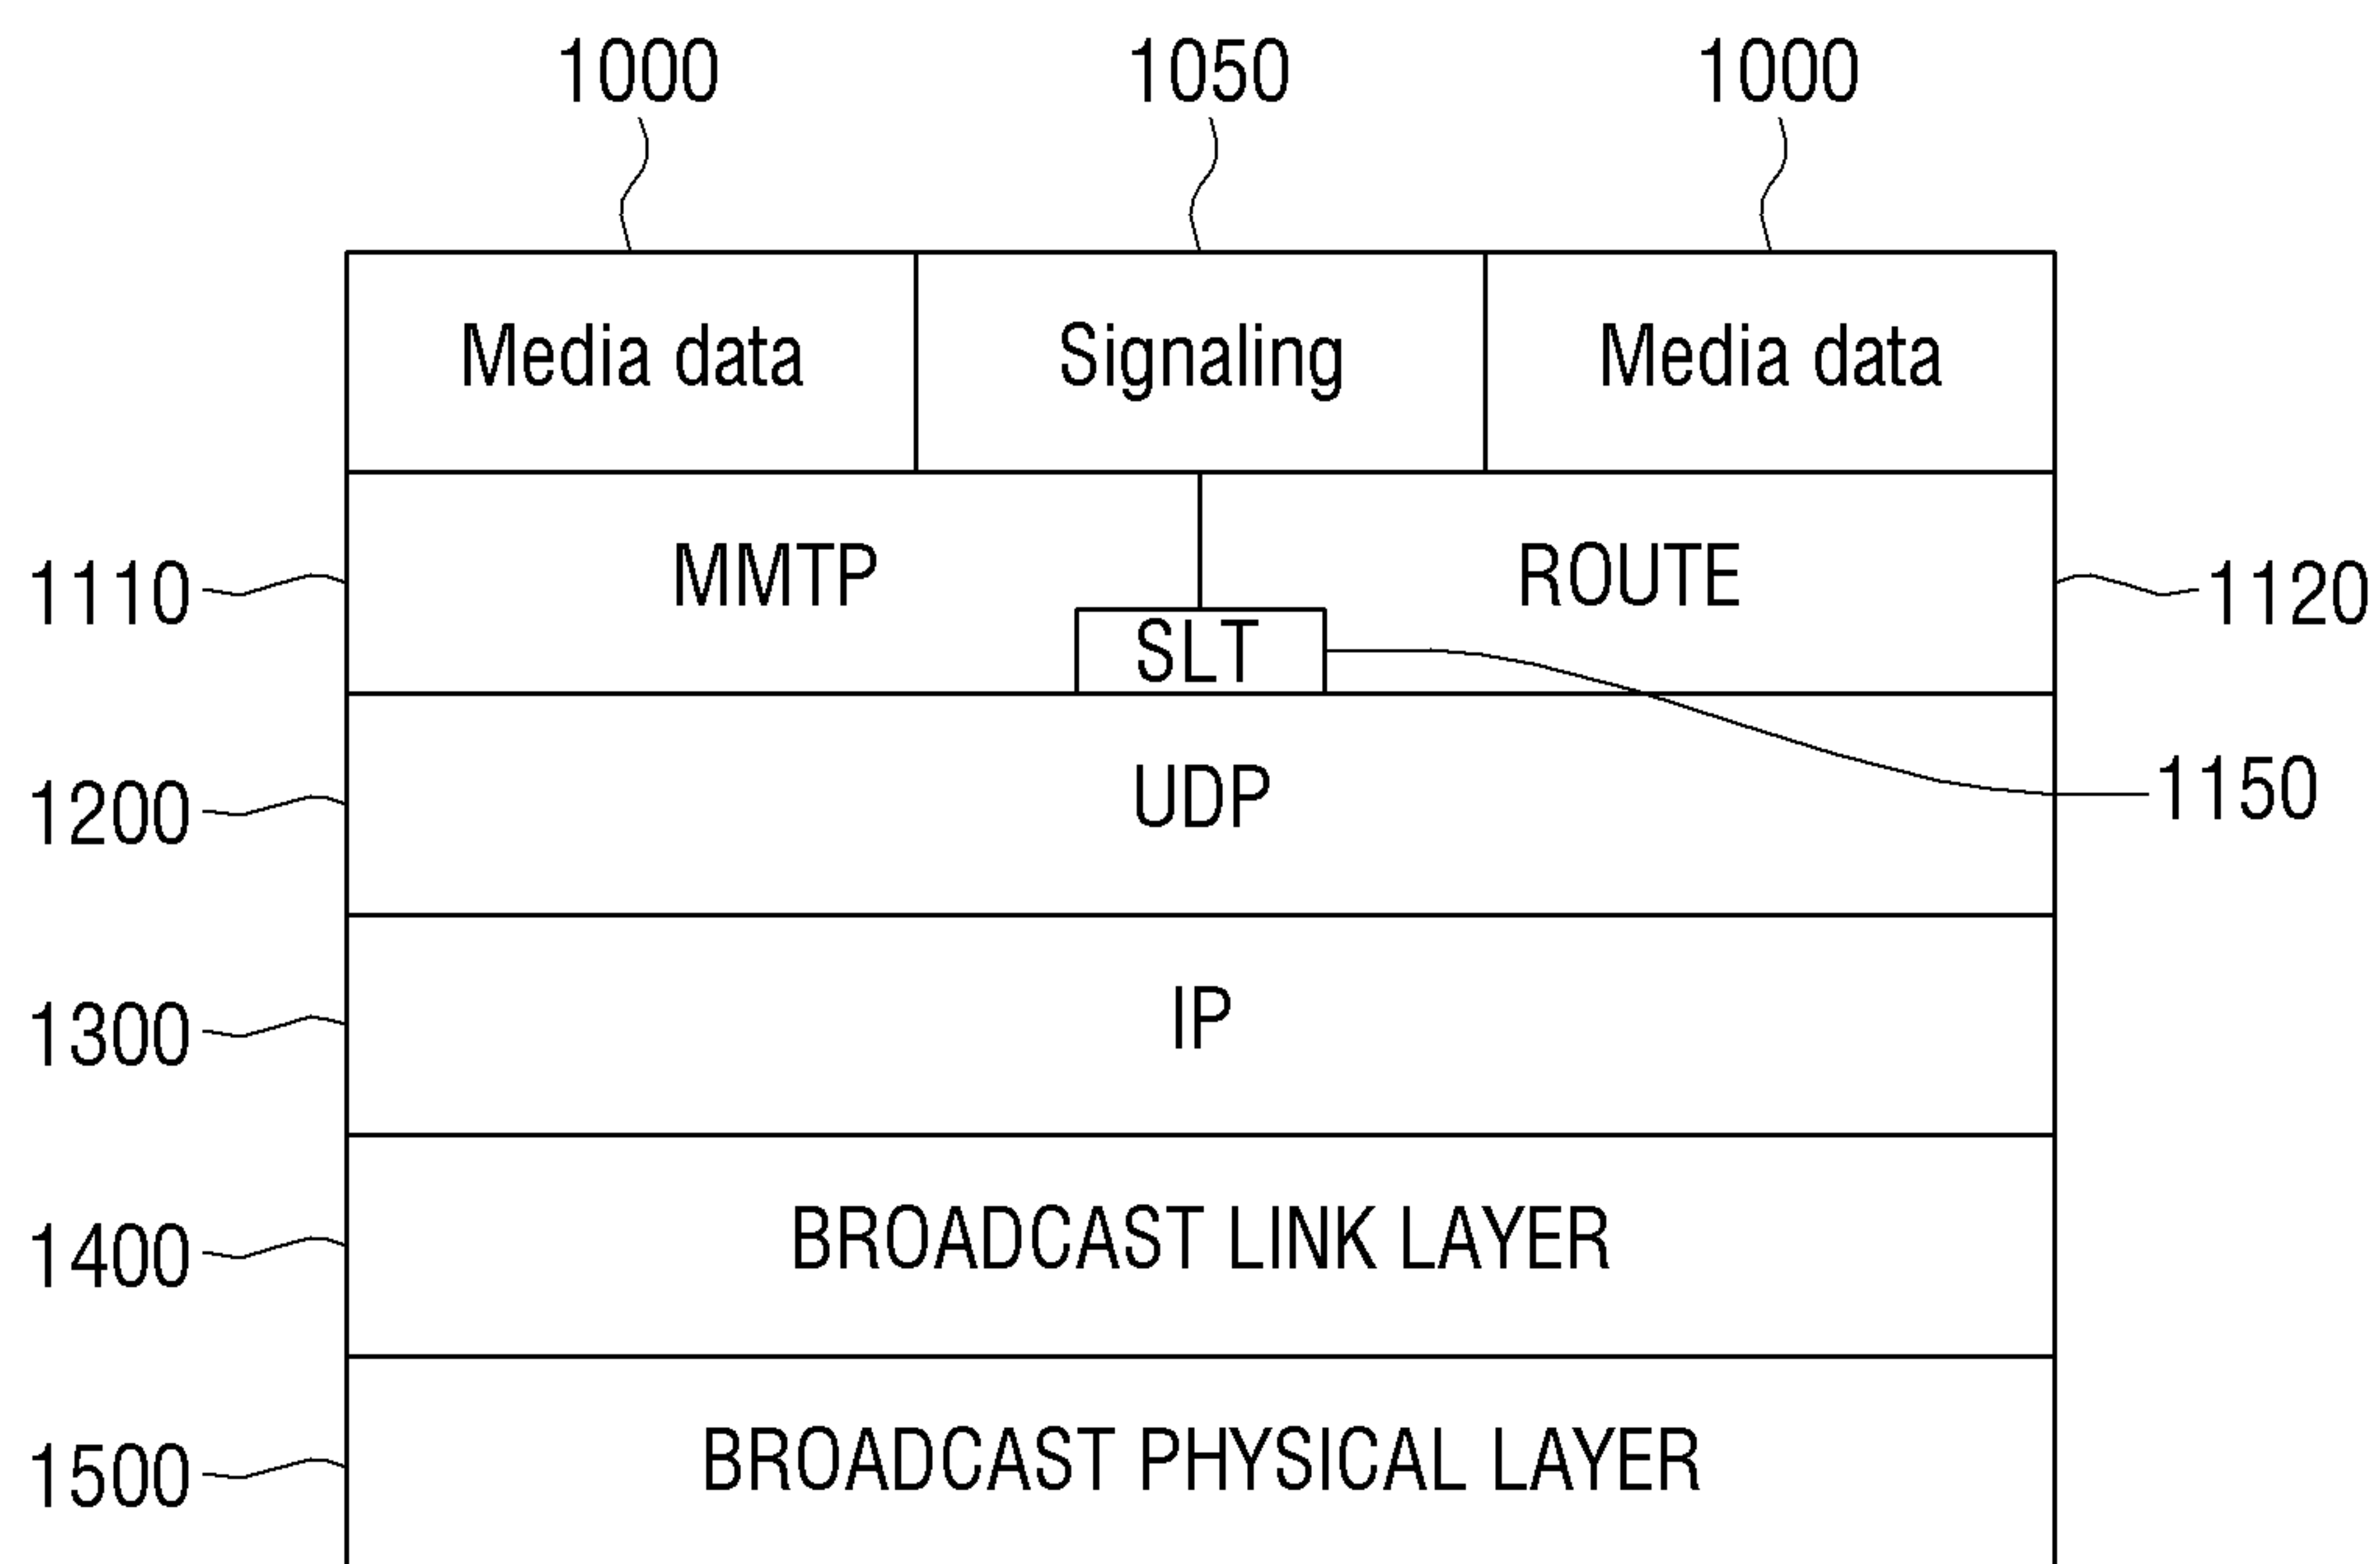 1000 1050 1000
Media data Signaling Media data
1110 MMTP ROUTE 1120
SLT
1200 UDP 1150
1300 IP
1400 BROADCAST LINK LAYER
1500 BROADCAST PHYSICAL LAYER